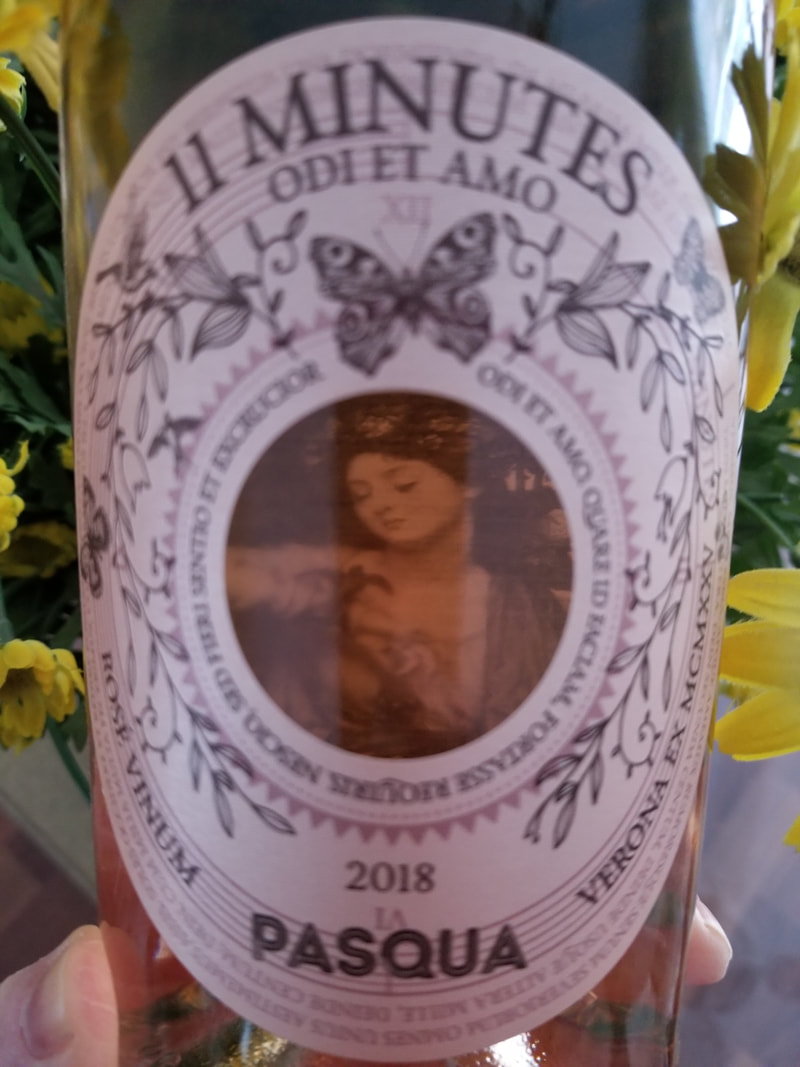 11 MINUTES
ODI ET AMO
XII
ODI ET AMO. QUARE ID FACIAM, FORTASSE REQUIRIS. NESCIO, SED FIERI SENTIO ET EXCRUCIOR
ROSÉ VINUM
VERONA EX MCMXXV
2018
VI
PASQUA